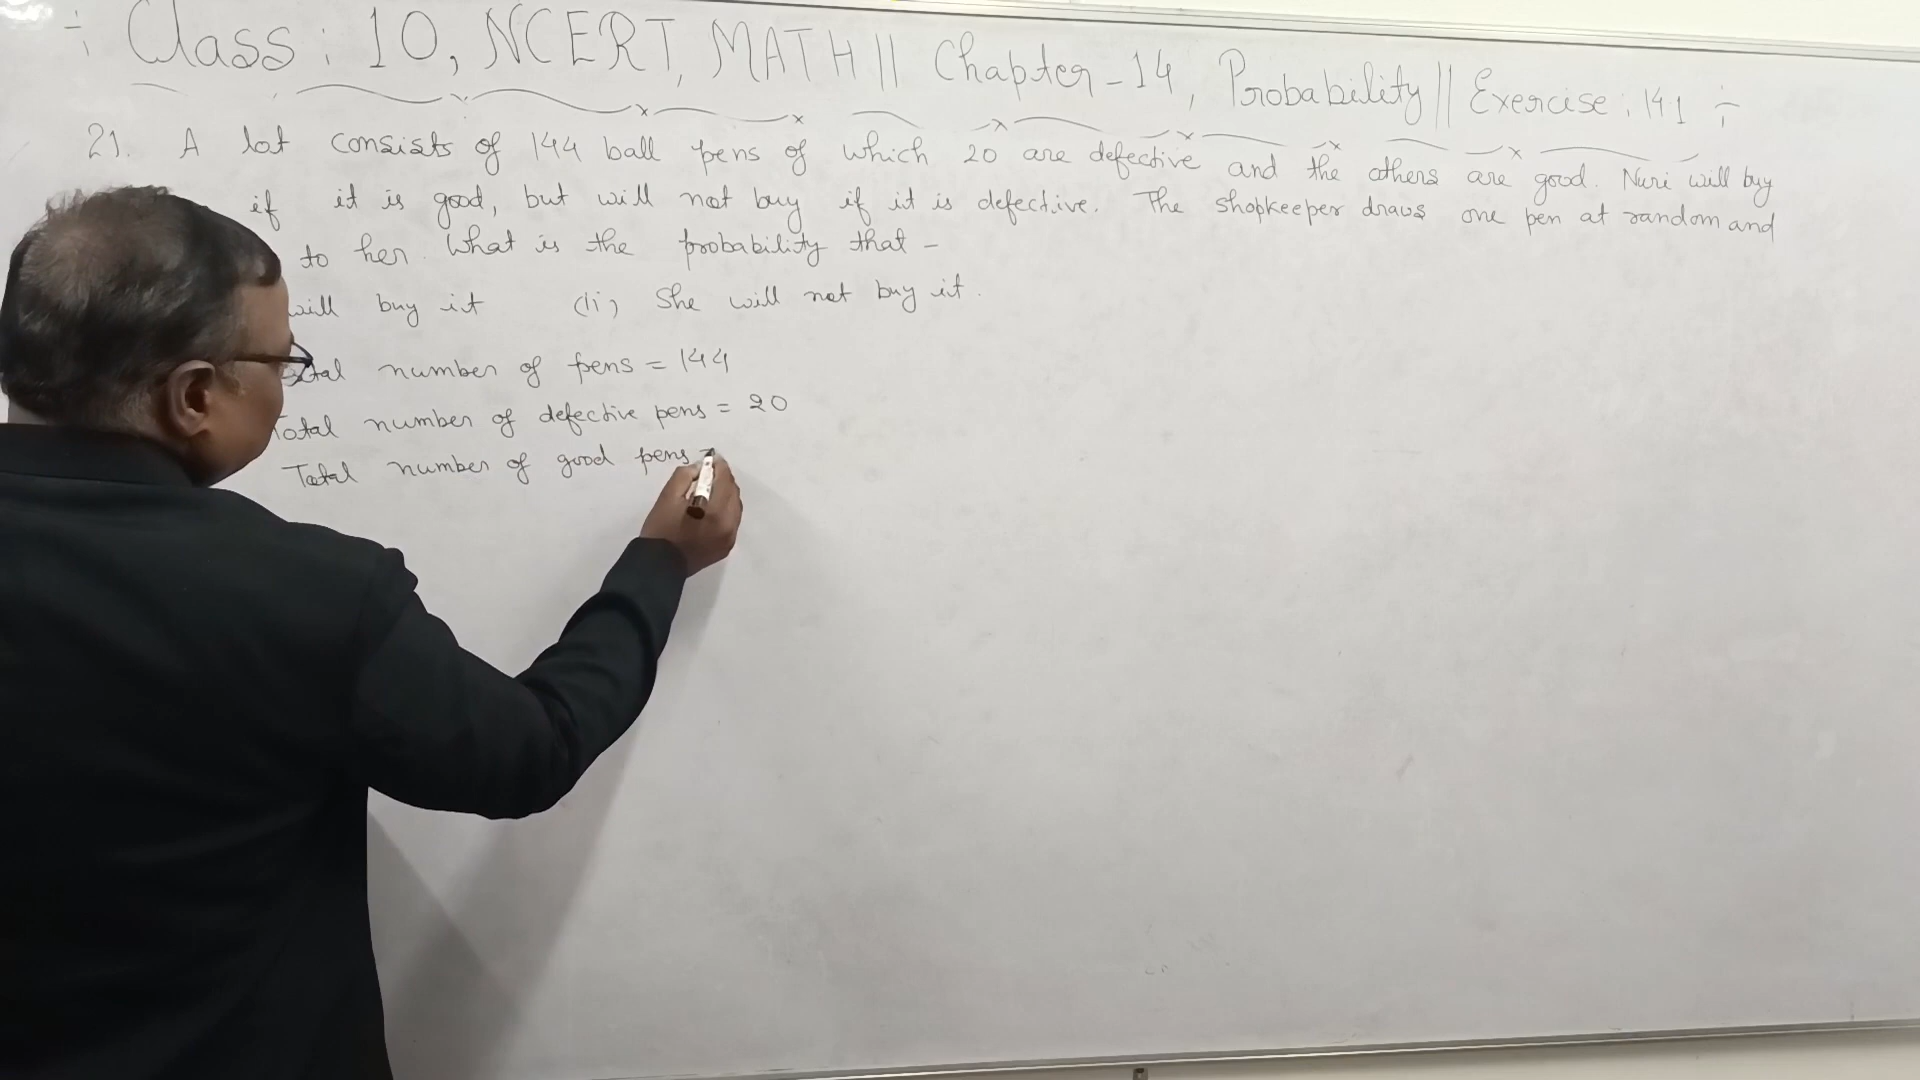 ÷ Class : 10, NCERT, MATH || Chapter - 14, Probability || Exercise : 14.1 ÷
21. A lot consists of 144 ball pens of which 20 are defective and the others are good. Nuri will buy
if it is good, but will not buy if it is defective. The shopkeeper draws one pen at random and
to her. What is the probability that -
will buy it (ii) She will not buy it.
Total number of pens = 144
Total number of defective pens = 20
Total number of good pens =